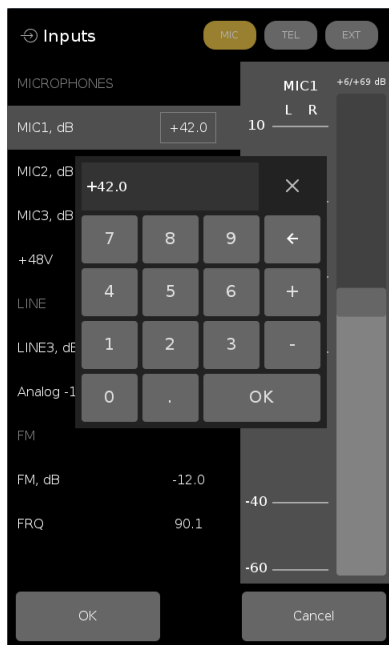 Inputs
MIC TEL EXT
MICROPHONES
MIC1 +6/+69 dB
L R
MIC1, dB +42.0
10
MIC2, dB
+42.0
MIC3, dB
7 8 9 ←
+48V
4 5 6 +
LINE
1 2 3 -
LINE3, dB
Analog -1
0 . OK
FM
FM, dB -12.0
-40
FRQ 90.1
-60
OK Cancel